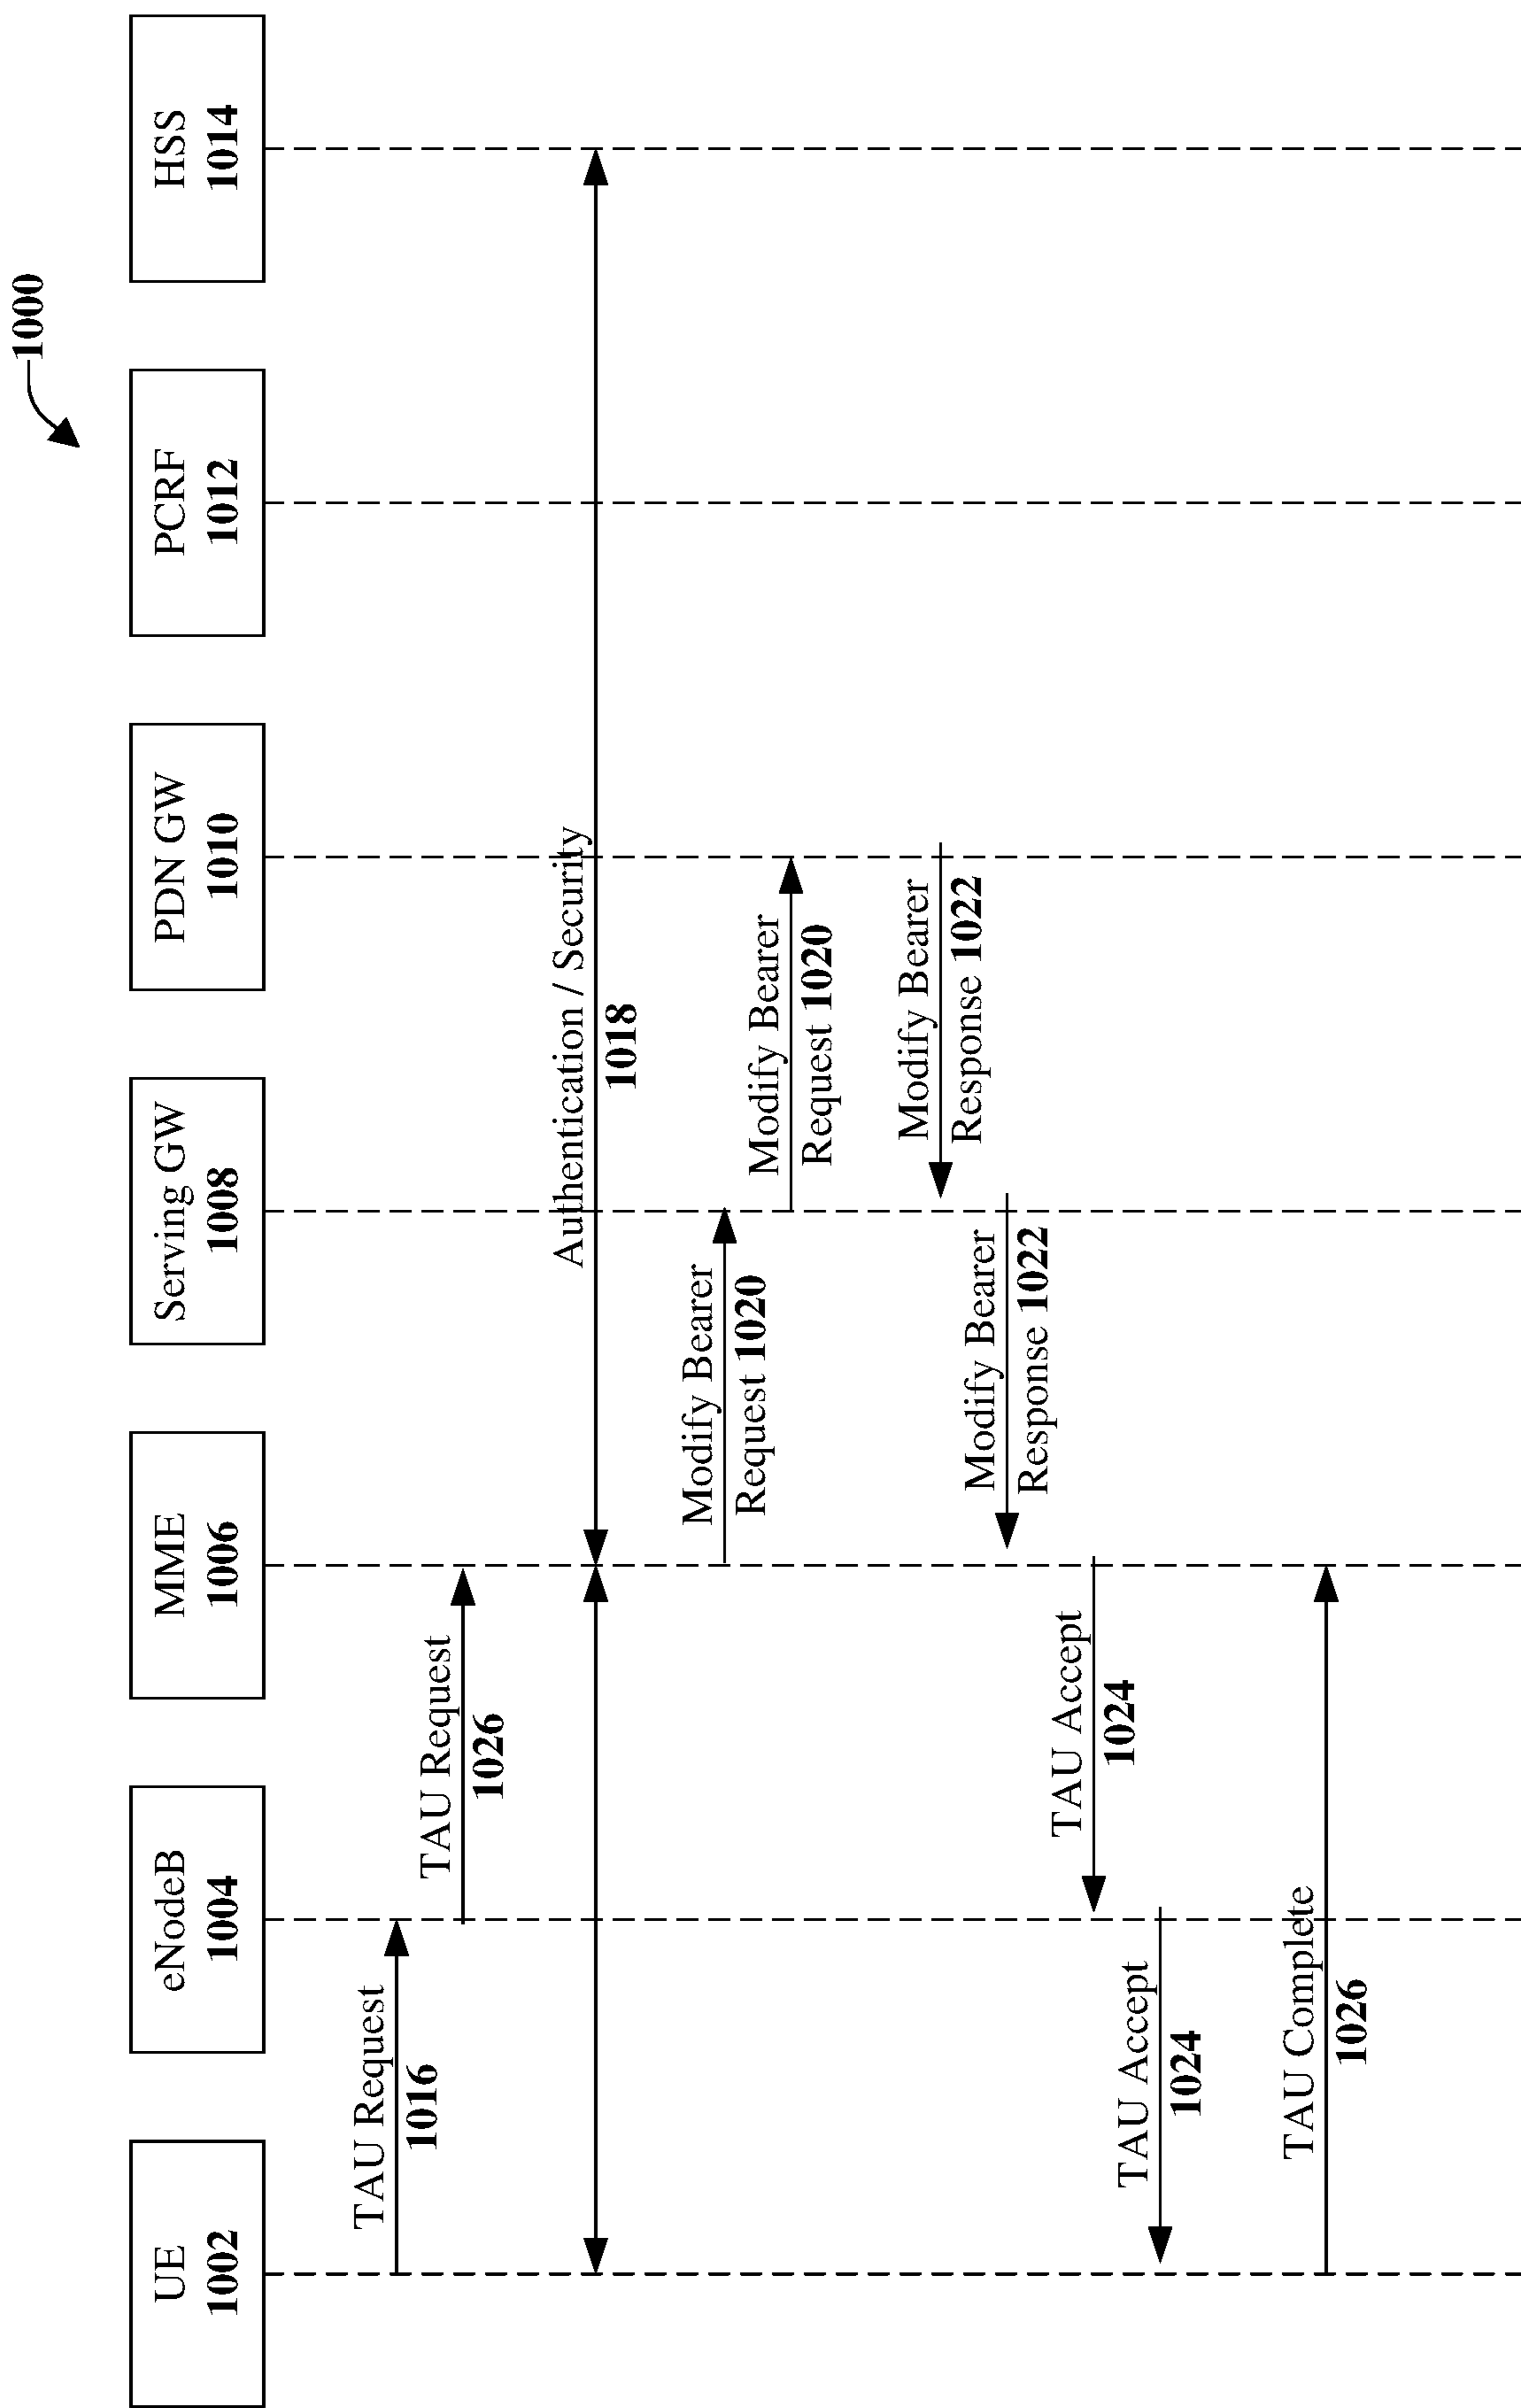 1000
UE
1002
eNodeB
1004
MME
1006
Serving GW
1008
PDN GW
1010
PCRF
1012
HSS
1014
TAU Request
1016
TAU Request
1026
Authentication / Security
1018
Modify Bearer
Request 1020
Modify Bearer
Request 1020
Modify Bearer
Response 1022
Modify Bearer
Response 1022
TAU Accept
1024
TAU Accept
1024
TAU Complete
1026